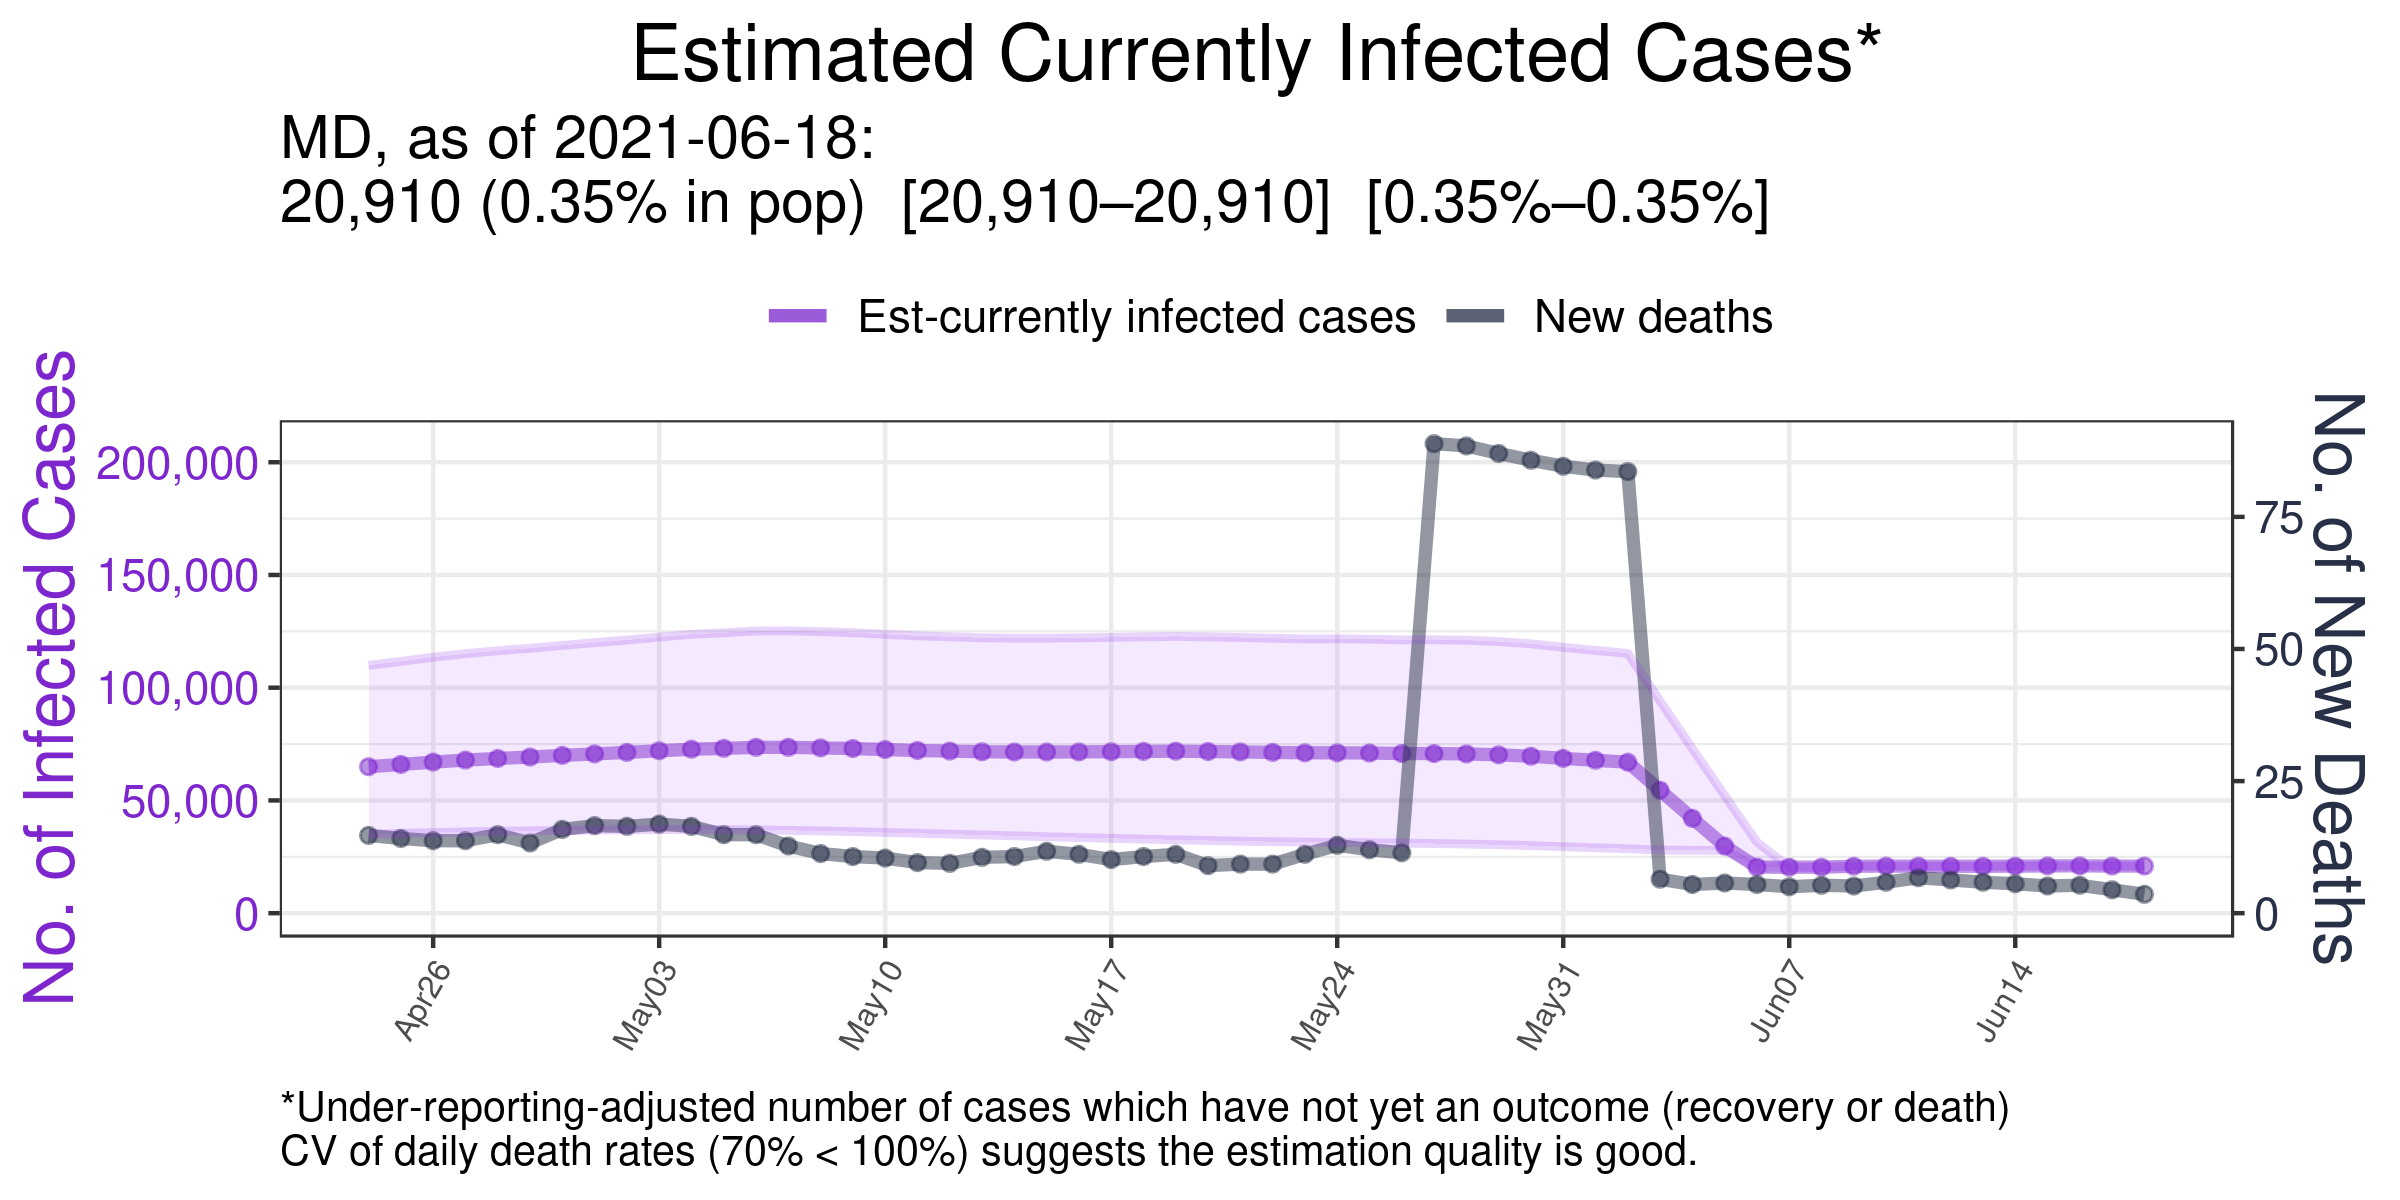 Estimated Currently Infected Cases*
MD, as of 2021-06-18:
20,910 (0.35% in pop)  [20,910–20,910]  [0.35%–0.35%]
Est-currently infected cases
New deaths
No. of Infected Cases
200,000
150,000
100,000
50,000
0
75
50
25
0
No. of New Deaths
Apr26
May03
May10
May17
May24
May31
Jun07
Jun14
*Under-reporting-adjusted number of cases which have not yet an outcome (recovery or death)
CV of daily death rates (70% < 100%) suggests the estimation quality is good.